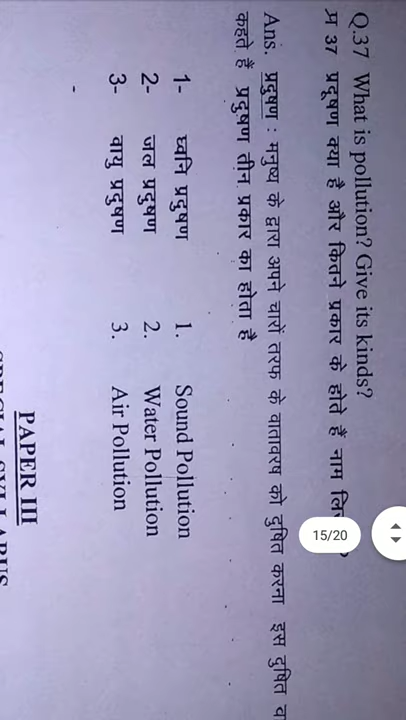 Q.37 What is pollution? Give its kinds?
प्र 37 प्रदूषण क्या है और कितने प्रकार के होते हैं नाम
Ans. प्रदुषण : मनुष्य के द्वारा अपने चारों तरफ के वातावरय को दुषित करना इस दुषित
कहते हैं प्रदुषण तीन प्रकार का होता है
1- ध्वनि प्रदुषण 1. Sound Pollution
2- जल प्रदुषण 2. Water Pollution
3- वायु प्रदुषण 3. Air Pollution
PAPER III
15/20